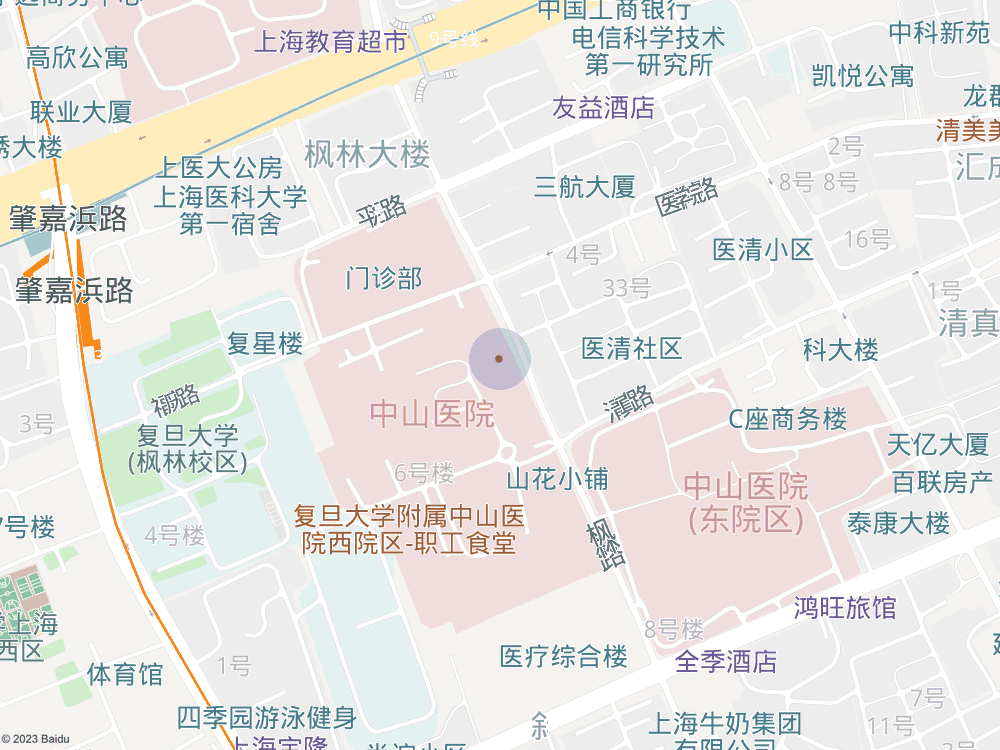 中国工商银行
上海教育超市
9号线
电信科学技术
第一研究所
中科新苑
高欣公寓
凯悦公寓
联业大厦
友益酒店
清美
大楼
枫林大楼
2号
上医大公房
上海医科大学
第一宿舍
三航大厦
8号
8号
医学院路
平江路
肇嘉浜路
医清小区
16号
4号
门诊部
肇嘉浜路
33号
1号
清真
复星楼
医清社区
科大楼
清真路
C座商务楼
3号
中山医院
复旦大学
(枫林校区)
天亿大厦
6号楼
山花小铺
中山医院
(东院区)
百联房产
复旦大学附属中山医
院西院区-职工食堂
泰康大楼
号楼
4号楼
枫林路
鸿旺旅馆
上海
西区
8号楼
医疗综合楼
全季酒店
体育馆
1号
7号
四季园游泳健身
上海牛奶集团
有限公司
11号
3号
© 2023 Baidu